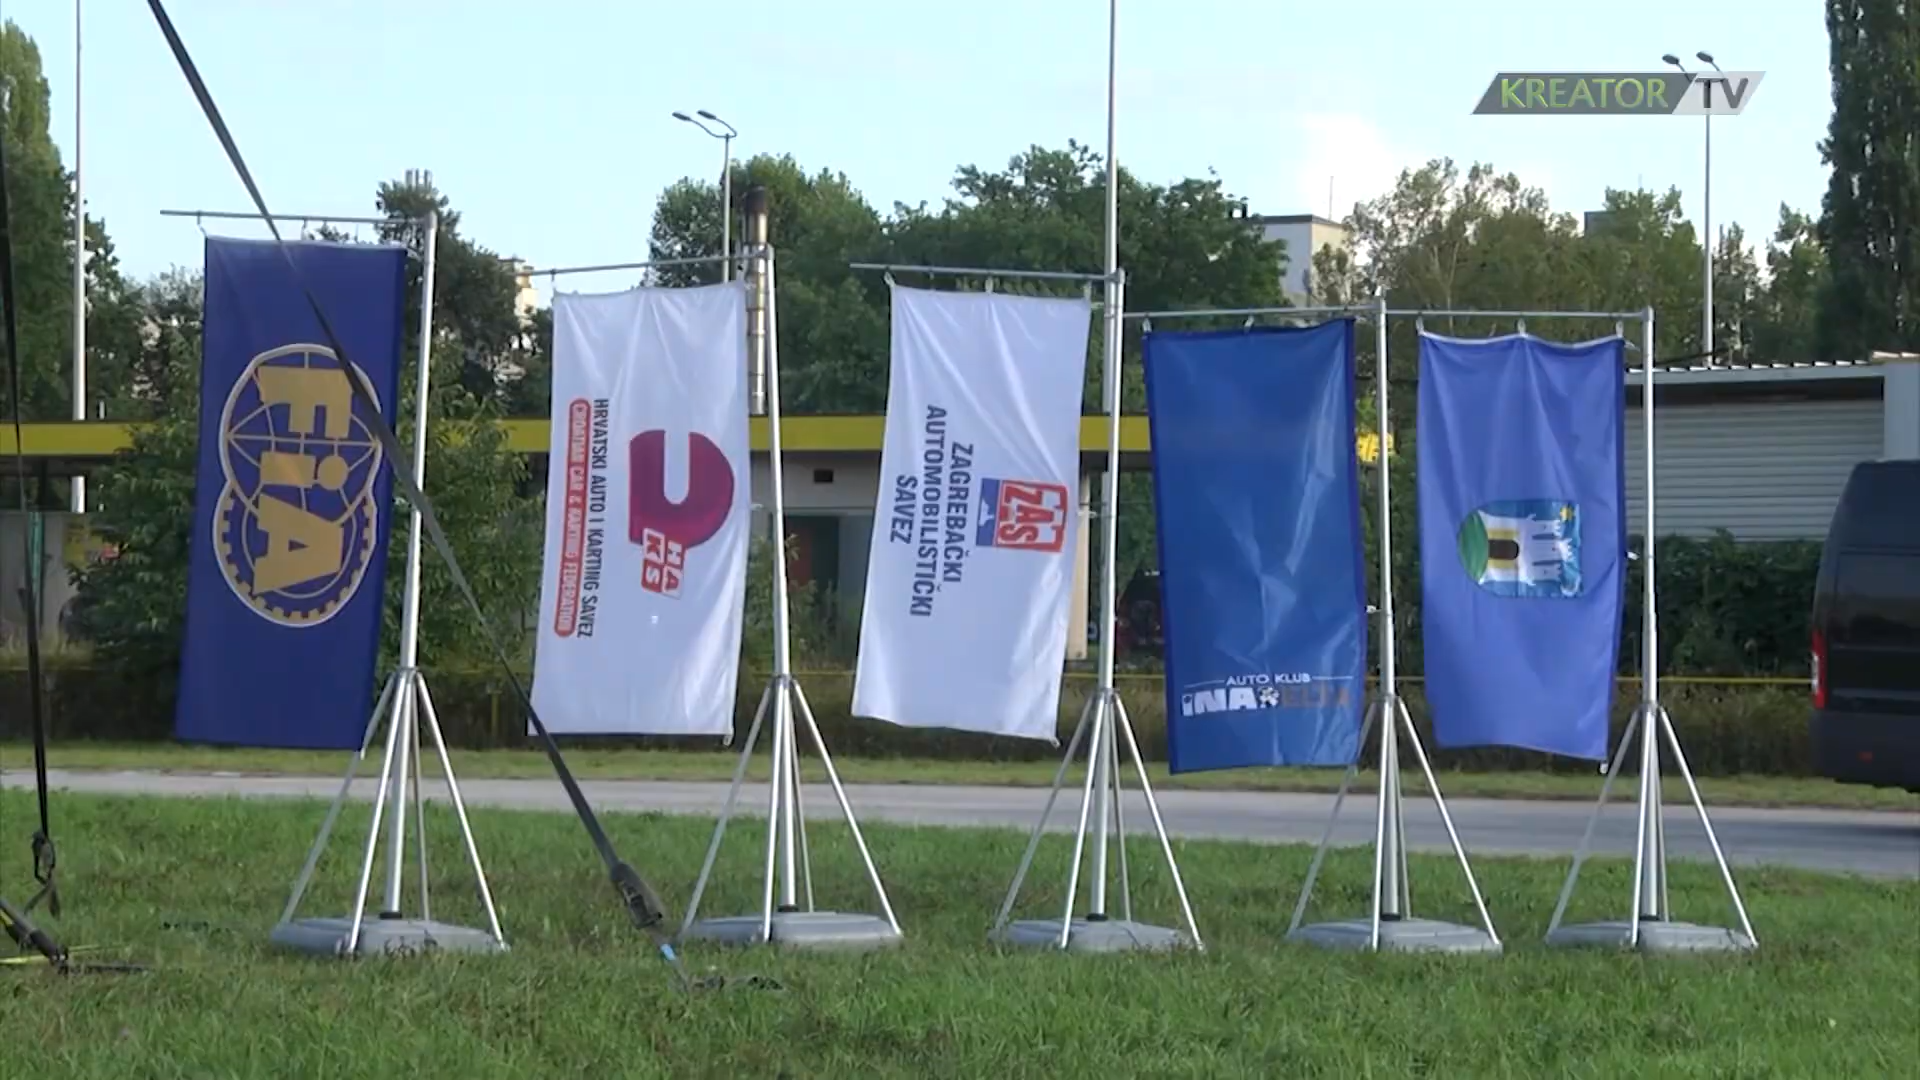 KREATOR TV
FiA
HRVATSKI AUTO I KARTING SAVEZ
CROATIAN CAR & KARTING FEDERATION
HA
KS
ZAGREBAČKI
AUTOMOBILISTIČKI
SAVEZ
ZAS
AUTO KLUB
iNA